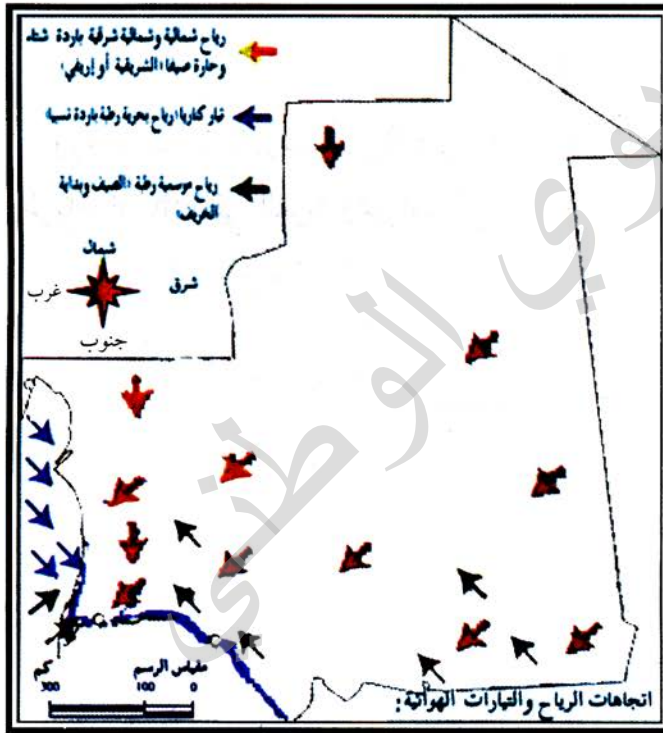 رياح شمالية وشمالية شرقية باردة شتاء
وحارة صيفا (الشرقية أو إريفي)
تيار كناريا (رياح بحرية رطبة باردة نسبيا
رياح موسمية رطبة (الصيف وبداية
الخريف)
شمال
شرق
غرب
جنوب
كم
مقياس الرسم
300
100
0
اتجاهات الرياح والتيارات الهوائية:
وي الوطني